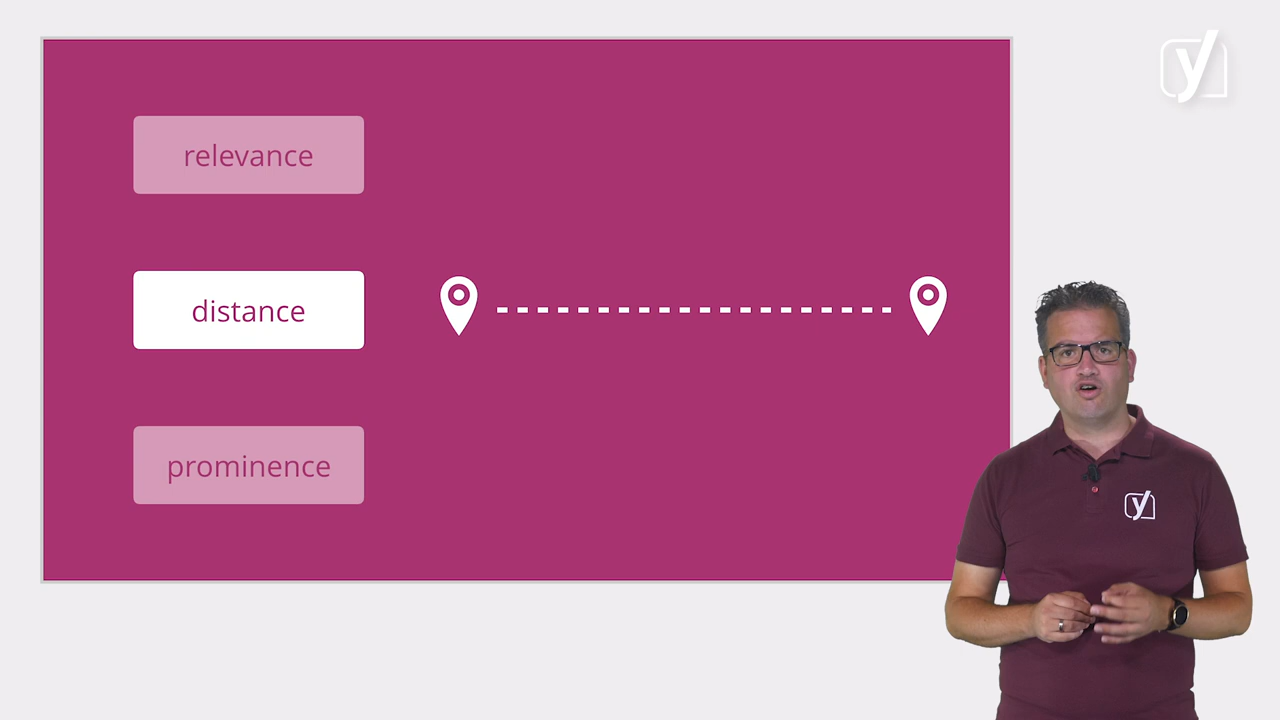 relevance
distance
prominence
y
y